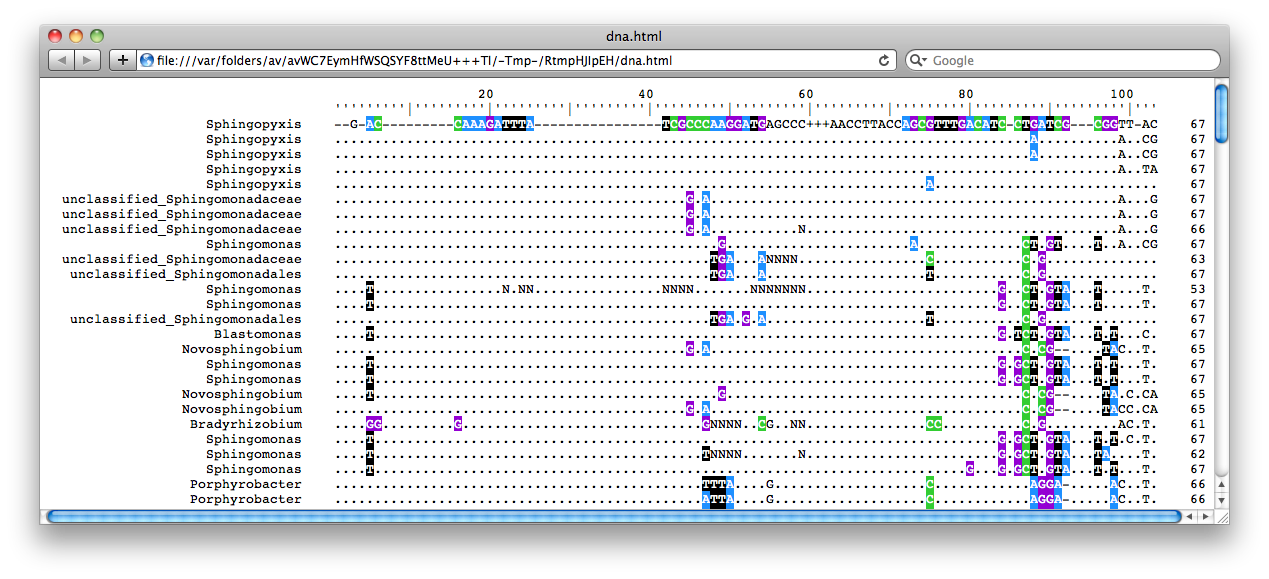 dna.html
file:///var/folders/av/avWC7EymHfWSQSYF8ttMeU+++TI/-Tmp-/RtmpHJIpEH/dna.html
Google
20 40 60 80 100
Sphingopyxis --G-AC---------CAAAGATTTA----------------TCGCCCAAGGATGAGCCC+++AACCTTACCAGCGTTTGACATC-CTGATCG---CGGTT-AC 67
Sphingopyxis .......................................................................................A..........A..CG 67
Sphingopyxis .......................................................................................A..........A..CG 67
Sphingopyxis ..................................................................................................A..TA 67
Sphingopyxis ..........................................................................A............................ 67
unclassified_Sphingomonadaceae ............................................G.A...................................................A...G 67
unclassified_Sphingomonadaceae ............................................G.A...................................................A...G 67
unclassified_Sphingomonadaceae ............................................G.A...........N.......................................A...G 66
Sphingomonas ................................................G.......................A.............CT.GT....T..A..CG 67
unclassified_Sphingomonadaceae ...............................................TGA...ANNNN................C...........C.G.............. 63
unclassified_Sphingomonadales ...............................................TGA...A....................T...........C.G.............. 67
Sphingomonas ....T................N.NN................NNNN.......NNNNNNN........................G..CT.GTA...T.....T. 53
Sphingomonas ....T..............................................................................G..CT.GTA...T.....T. 67
unclassified_Sphingomonadales ...............................................TGA.G.A....................T...........C.G............T. 67
Blastomonas ....T..............................................................................G.TCT.GTA...T.T...C. 67
Novosphingobium ............................................G.A.......................................C.CG--....TAC..T. 65
Sphingomonas ....T..............................................................................G.GCT.GTA...T.T...T. 67
Sphingomonas ....T..............................................................................G.GCT.GTA...T.T...T. 67
Novosphingobium ....T...........................................G.....................................C.CG--....TA.C.CA 65
Novosphingobium ............................................G.A.......................................C.CG--....TACC.CA 65
Bradyrhizobium ....GG.........G..............................GNNNN..CG..NN...............CC..........C.G.........AC.T. 61
Sphingomonas ....T..............................................................................G.GCT.GTA...T.T.C.T. 67
Sphingomonas ....T.........................................TNNNN.......N........................G.GCT.GTA...TA....T. 62
Sphingomonas ....T..........................................................................G...G.GCT.GTA...T.T...T. 67
Porphyrobacter ..............................................TTTA....G...................C............AGGA-.....AC..T. 66
Porphyrobacter ..............................................ATTA....G...................C............AGGA-.....AC..T. 66